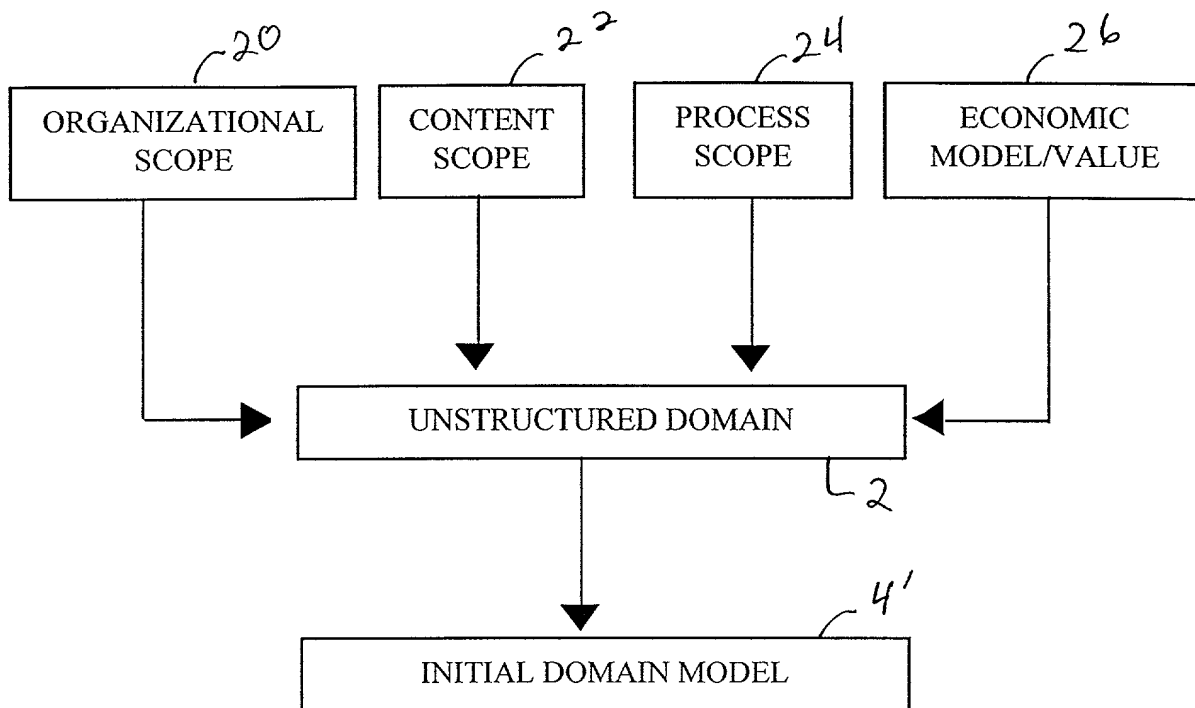 20
22
24
26
ORGANIZATIONAL
SCOPE
CONTENT
SCOPE
PROCESS
SCOPE
ECONOMIC
MODEL/VALUE
UNSTRUCTURED DOMAIN
2
4'
INITIAL DOMAIN MODEL